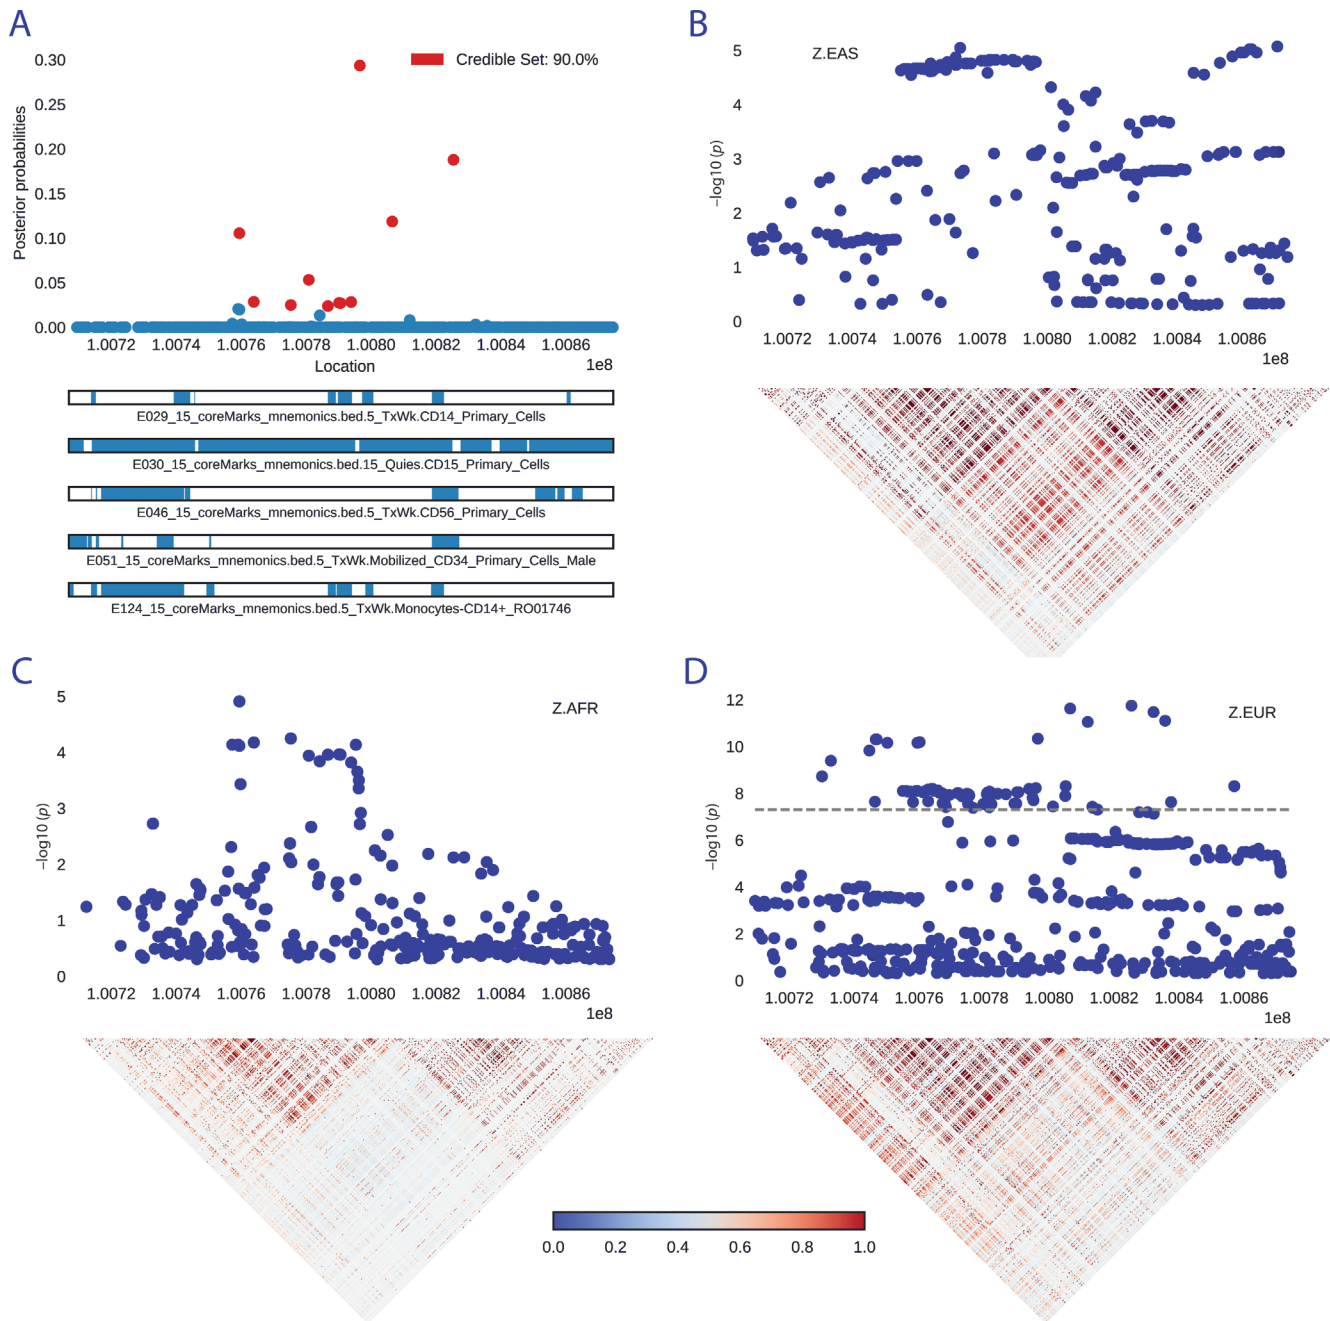 A
Credible Set: 90.0%
Posterior probabilities
0.30
0.25
0.20
0.15
0.10
0.05
0.00
1.0072 1.0074 1.0076 1.0078 1.0080 1.0082 1.0084 1.0086
Location
1e8
E029_15_coreMarks_mnemonics.bed.5_TxWk.CD14_Primary_Cells
E030_15_coreMarks_mnemonics.bed.15_Quies.CD15_Primary_Cells
E046_15_coreMarks_mnemonics.bed.5_TxWk.CD56_Primary_Cells
E051_15_coreMarks_mnemonics.bed.5_TxWk.Mobilized_CD34_Primary_Cells_Male
E124_15_coreMarks_mnemonics.bed.5_TxWk.Monocytes-CD14+_RO01746
B
Z.EAS
−log10 (p)
5
4
3
2
1
0
1.0072 1.0074 1.0076 1.0078 1.0080 1.0082 1.0084 1.0086
1e8
C
Z.AFR
−log10 (p)
5
4
3
2
1
0
1.0072 1.0074 1.0076 1.0078 1.0080 1.0082 1.0084 1.0086
1e8
D
Z.EUR
−log10 (p)
12
10
8
6
4
2
0
1.0072 1.0074 1.0076 1.0078 1.0080 1.0082 1.0084 1.0086
1e8
0.0 0.2 0.4 0.6 0.8 1.0